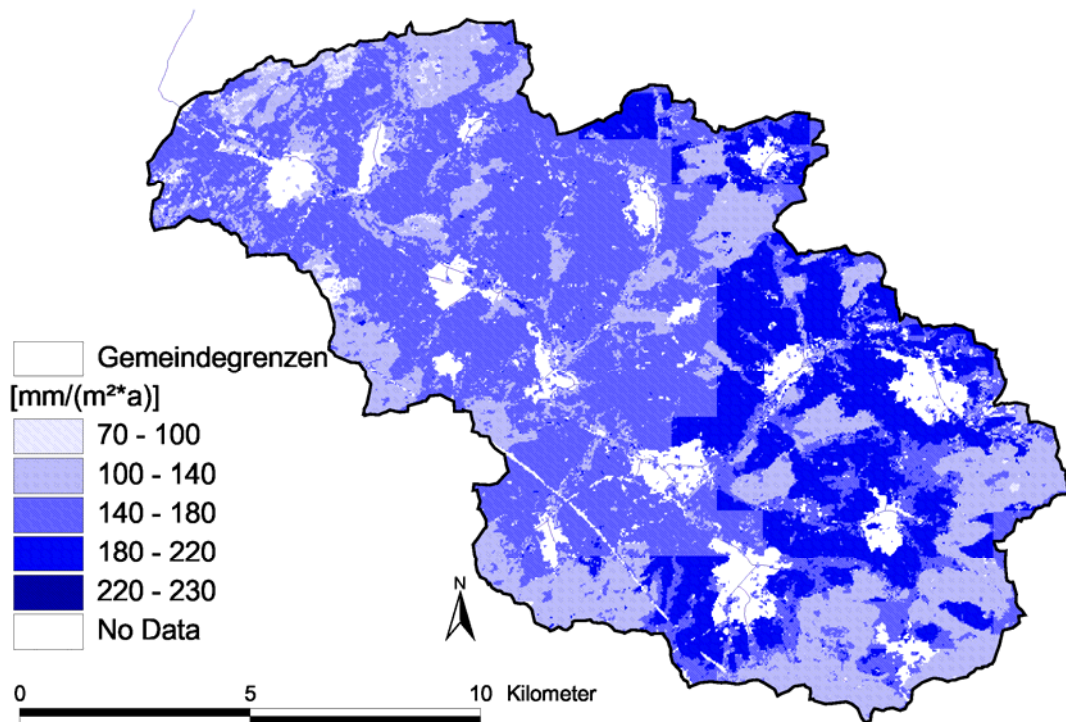 Gemeindegrenzen
[mm/(m²*a)]
70 - 100
100 - 140
140 - 180
180 - 220
220 - 230
No Data
N
0 5 10 Kilometer